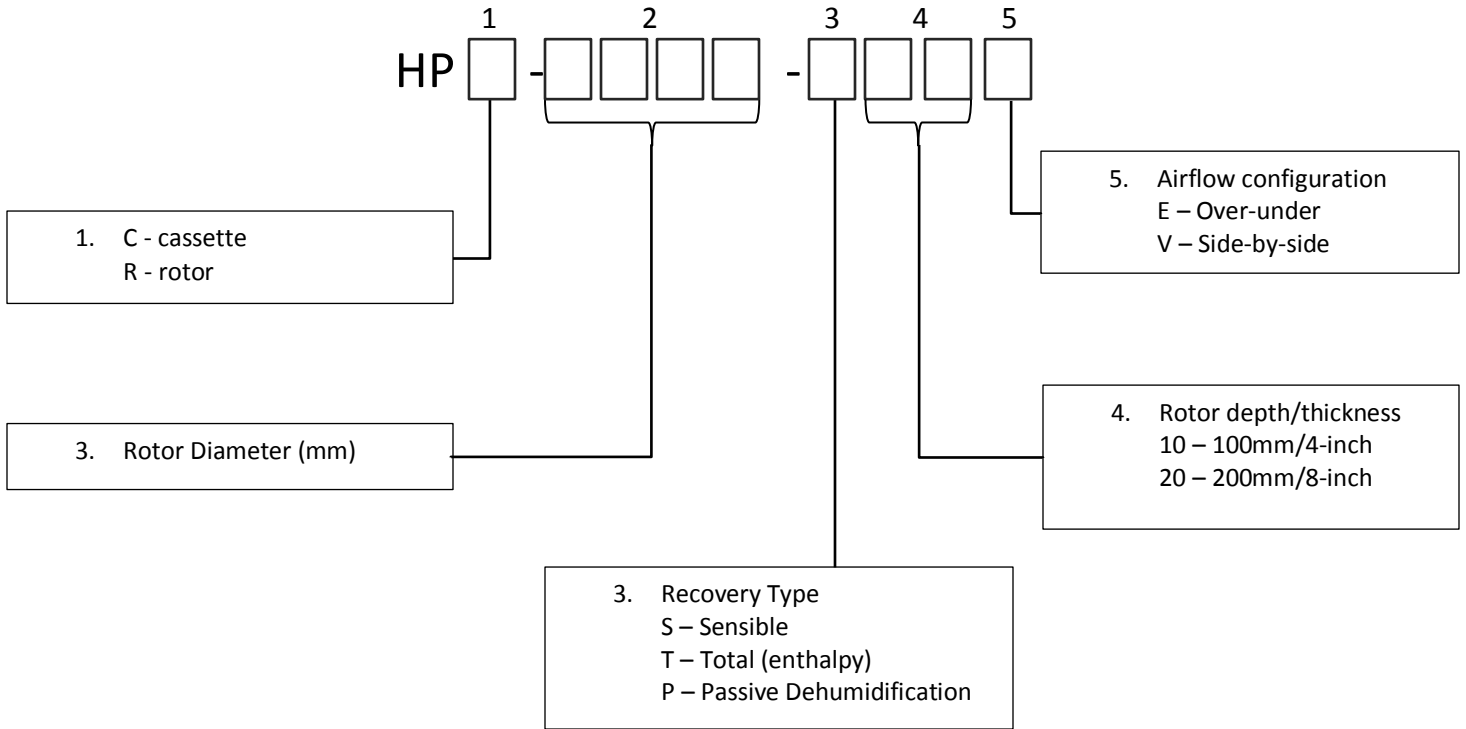 1 2 3 4 5
HP - -
5. Airflow configuration
E – Over-under
V – Side-by-side
1. C - cassette
R - rotor
3. Rotor Diameter (mm)
4. Rotor depth/thickness
10 – 100mm/4-inch
20 – 200mm/8-inch
3. Recovery Type
S – Sensible
T – Total (enthalpy)
P – Passive Dehumidification